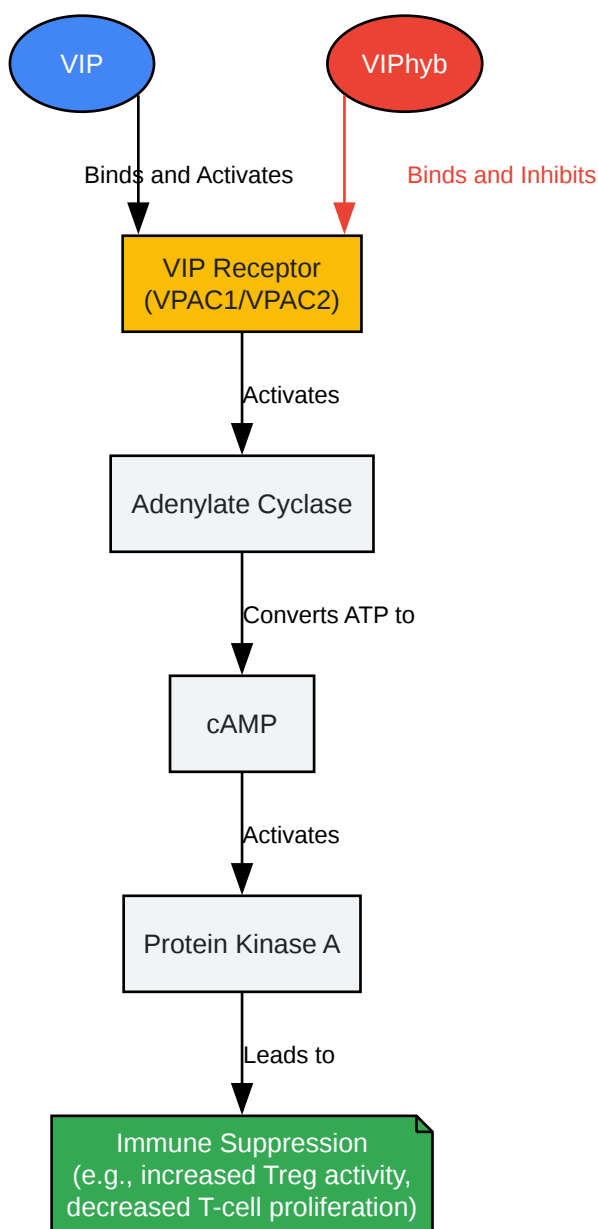 VIP
VIPhyb
Binds and Activates
Binds and Inhibits
VIP Receptor
(VPAC1/VPAC2)
Activates
Adenylate Cyclase
Converts ATP to
cAMP
Activates
Protein Kinase A
Leads to
Immune Suppression
(e.g., increased Treg activity,
decreased T-cell proliferation)